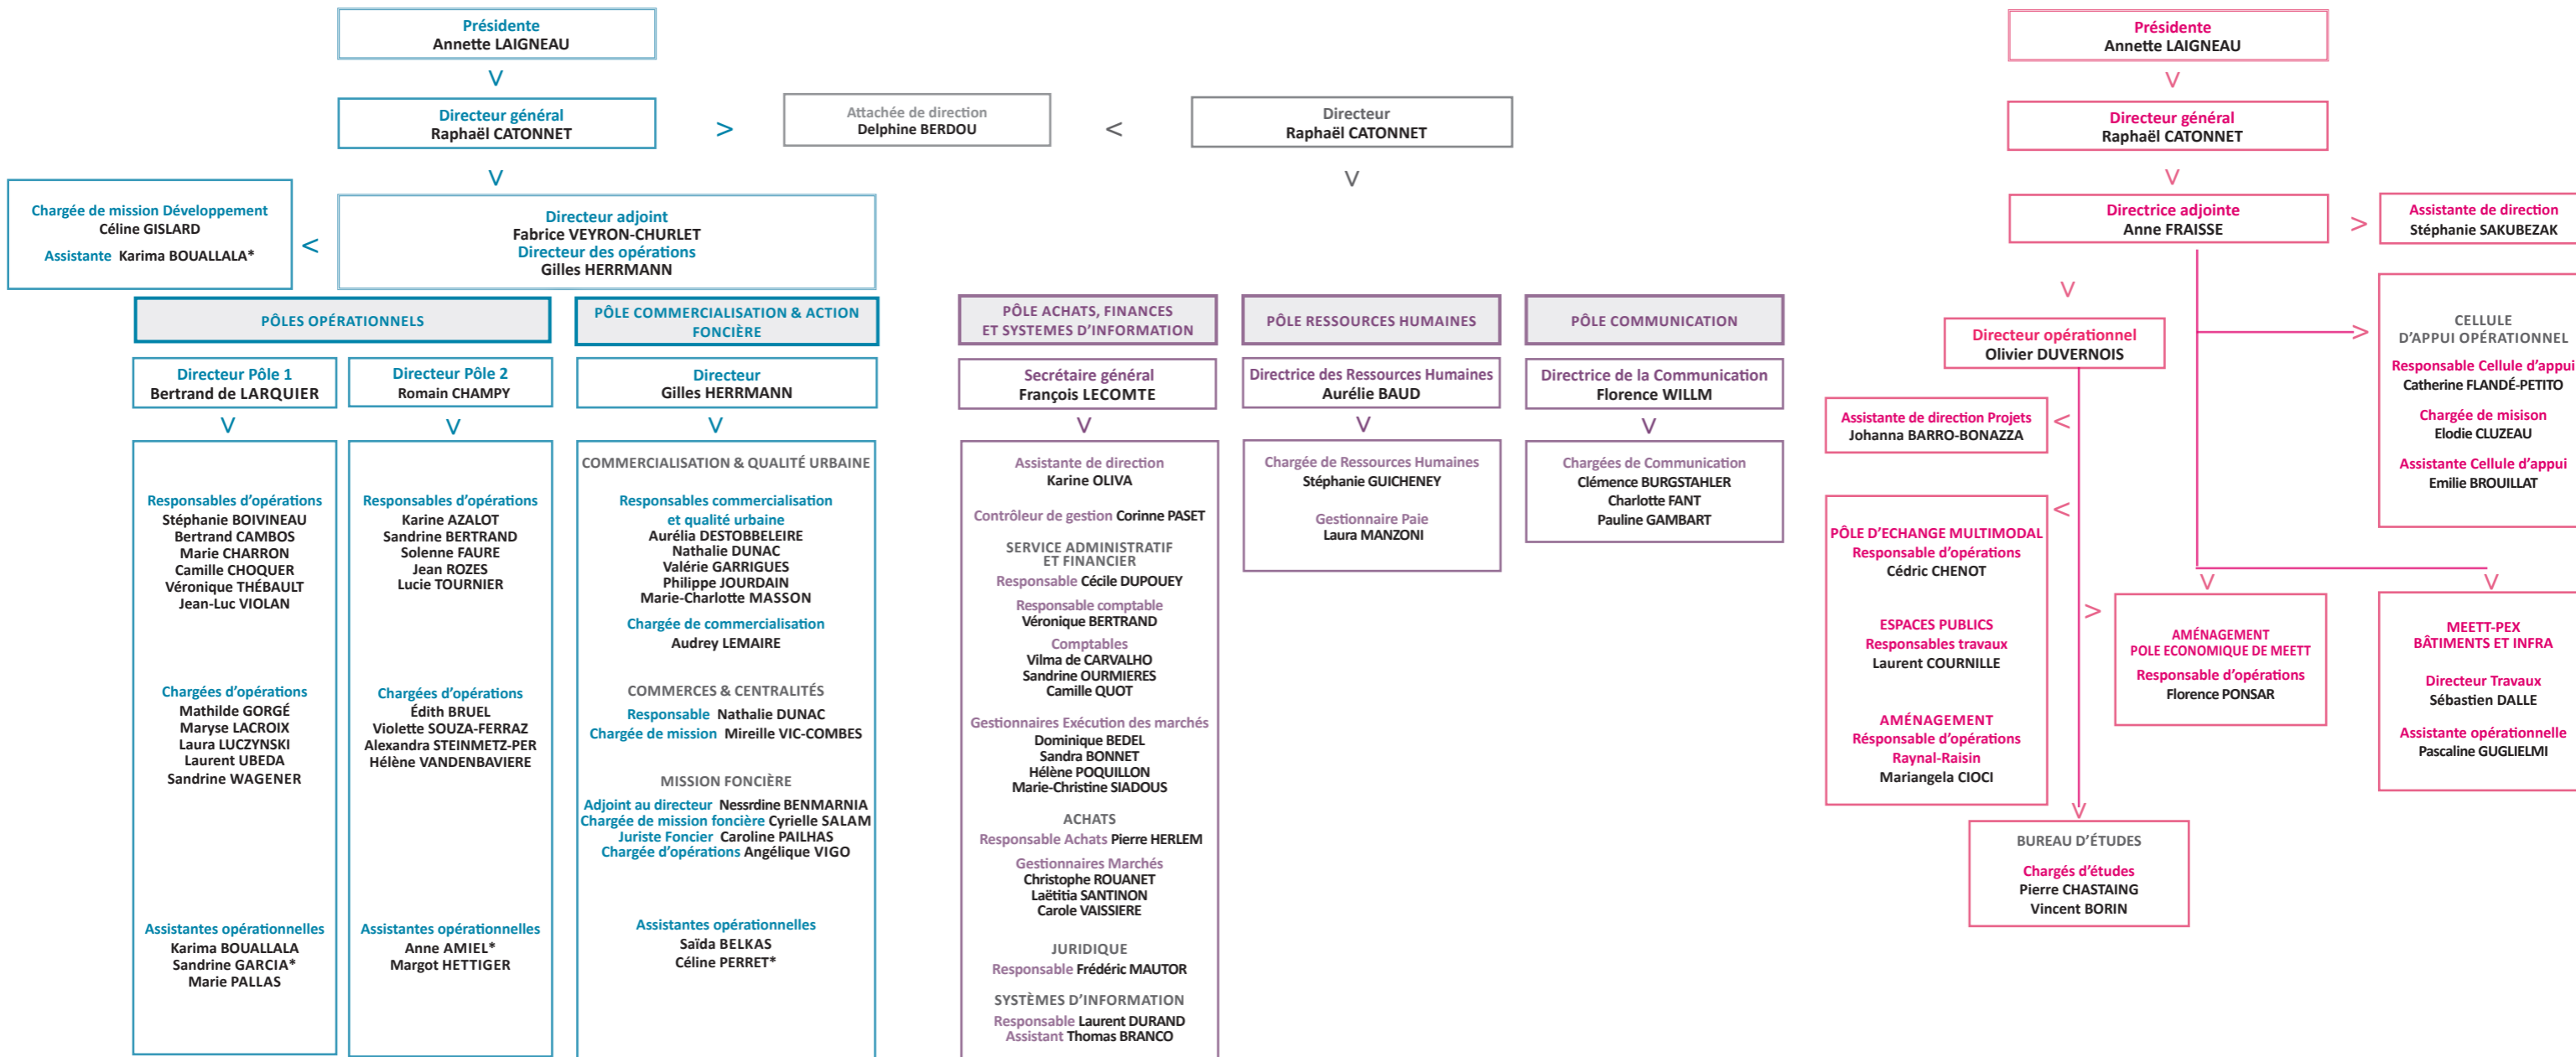 Présidente
Annette LAIGNEAU
V
Directeur général
Raphaël CATONNET
>
Attachée de direction
Delphine BERDOU
<
Directeur
Raphaël CATONNET
V
V
Chargée de mission Développement
Céline GISLARD
Assistante Karima BOUALLALA*
<
Directeur adjoint
Fabrice VEYRON-CHURLET
Directeur des opérations
Gilles HERRMANN
PÔLES OPÉRATIONNELS
Directeur Pôle 1
Bertrand de LARQUIER
V
Responsables d'opérations
Stéphanie BOIVINEAU
Bertrand CAMBOS
Marie CHARRON
Camille CHOQUER
Véronique THÉBAULT
Jean-Luc VIOLAN
Chargées d'opérations
Mathilde GORGÉ
Maryse LACROIX
Laura LUCZYNSKI
Laurent UBEDA
Sandrine WAGENER
Assistantes opérationnelles
Karima BOUALLALA
Sandrine GARCIA*
Marie PALLAS
Directeur Pôle 2
Romain CHAMPY
V
Responsables d'opérations
Karine AZALOT
Sandrine BERTRAND
Solenne FAURE
Jean ROZES
Lucie TOURNIER
Chargées d'opérations
Édith BRUEL
Violette SOUZA-FERRAZ
Alexandra STEINMETZ-PER
Hélène VANDENBAVIERE
Assistantes opérationnelles
Anne AMIEL*
Margot HETTIGER
PÔLE COMMERCIALISATION & ACTION
FONCIÈRE
Directeur
Gilles HERRMANN
V
COMMERCIALISATION & QUALITÉ URBAINE
Responsables commercialisation
et qualité urbaine
Aurélia DESTOBBELEIRE
Nathalie DUNAC
Valérie GARRIGUES
Philippe JOURDAIN
Marie-Charlotte MASSON
Chargée de commercialisation
Audrey LEMAIRE
COMMERCES & CENTRALITÉS
Responsable Nathalie DUNAC
Chargée de mission Mireille VIC-COMBES
MISSION FONCIÈRE
Adjoint au directeur Nessrdine BENMARNIA
Chargée de mission foncière Cyrielle SALAM
Juriste Foncier Caroline PAILHAS
Chargée d'opérations Angélique VIGO
Assistantes opérationnelles
Saïda BELKAS
Céline PERRET*
PÔLE ACHATS, FINANCES
ET SYSTEMES D'INFORMATION
Secrétaire général
François LECOMTE
V
Assistante de direction
Karine OLIVA
Contrôleur de gestion Corinne PASET
SERVICE ADMINISTRATIF
ET FINANCIER
Responsable Cécile DUPOUEY
Responsable comptable
Véronique BERTRAND
Comptables
Vilma de CARVALHO
Sandrine OURMIERES
Camille QUOT
Gestionnaires Exécution des marchés
Dominique BEDEL
Sandra BONNET
Hélène POQUILLON
Marie-Christine SIADOUS
ACHATS
Responsable Achats Pierre HERLEM
Gestionnaires Marchés
Christophe ROUANET
Laëtitia SANTINON
Carole VAISSIERE
JURIDIQUE
Responsable Frédéric MAUTOR
SYSTÈMES D'INFORMATION
Responsable Laurent DURAND
Assistant Thomas BRANCO
PÔLE RESSOURCES HUMAINES
Directrice des Ressources Humaines
Aurélie BAUD
V
Chargée de Ressources Humaines
Stéphanie GUICHENEY
Gestionnaire Paie
Laura MANZONI
PÔLE COMMUNICATION
Directrice de la Communication
Florence WILLM
V
Chargées de Communication
Clémence BURGSTAHLER
Charlotte FANT
Pauline GAMBART
Présidente
Annette LAIGNEAU
V
Directeur général
Raphaël CATONNET
V
Directrice adjointe
Anne FRAISSE
>
Assistante de direction
Stéphanie SAKUBEZAK
V
Directeur opérationnel
Olivier DUVERNOIS
>
CELLULE
D'APPUI OPÉRATIONNEL
Responsable Cellule d'appui
Catherine FLANDÉ-PETITO
Chargée de misison
Elodie CLUZEAU
Assistante Cellule d'appui
Emilie BROUILLAT
Assistante de direction Projets
Johanna BARRO-BONAZZA
<
<
PÔLE D'ECHANGE MULTIMODAL
Responsable d'opérations
Cédric CHENOT
ESPACES PUBLICS
Responsables travaux
Laurent COURNILLE
AMÉNAGEMENT
Résponsable d'opérations
Raynal-Raisin
Mariangela CIOCI
>
V
AMÉNAGEMENT
POLE ECONOMIQUE DE MEETT
Responsable d'opérations
Florence PONSAR
V
MEETT-PEX
BÂTIMENTS ET INFRA
Directeur Travaux
Sébastien DALLE
Assistante opérationnelle
Pascaline GUGLIELMI
V
BUREAU D'ÉTUDES
Chargés d'études
Pierre CHASTAING
Vincent BORIN